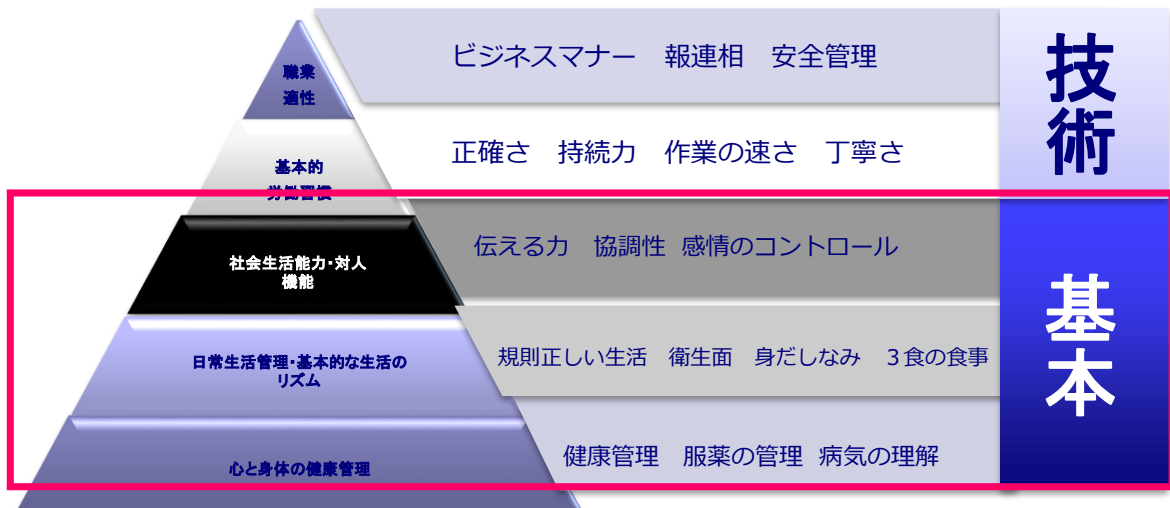 職業
適性
ビジネスマナー　報連相　安全管理
技術
基本的
労働習慣
正確さ　持続力　作業の速さ　丁寧さ
社会生活能力・対人
機能
伝える力　協調性 感情のコントロール
基本
日常生活管理・基本的な生活の
リズム
規則正しい生活　衛生面　身だしなみ　３食の食事
心と身体の健康管理
健康管理　服薬の管理 病気の理解